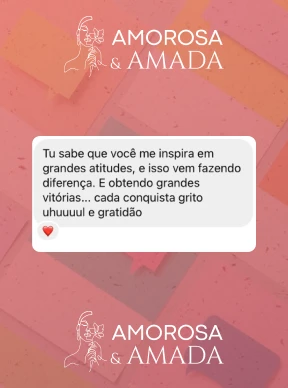 AMOROSA
& AMADA
Tu sabe que você me inspira em
grandes atitudes, e isso vem fazendo
diferença. E obtendo grandes
vitórias... cada conquista grito
uhuuuul e gratidão
AMOROSA
& AMADA